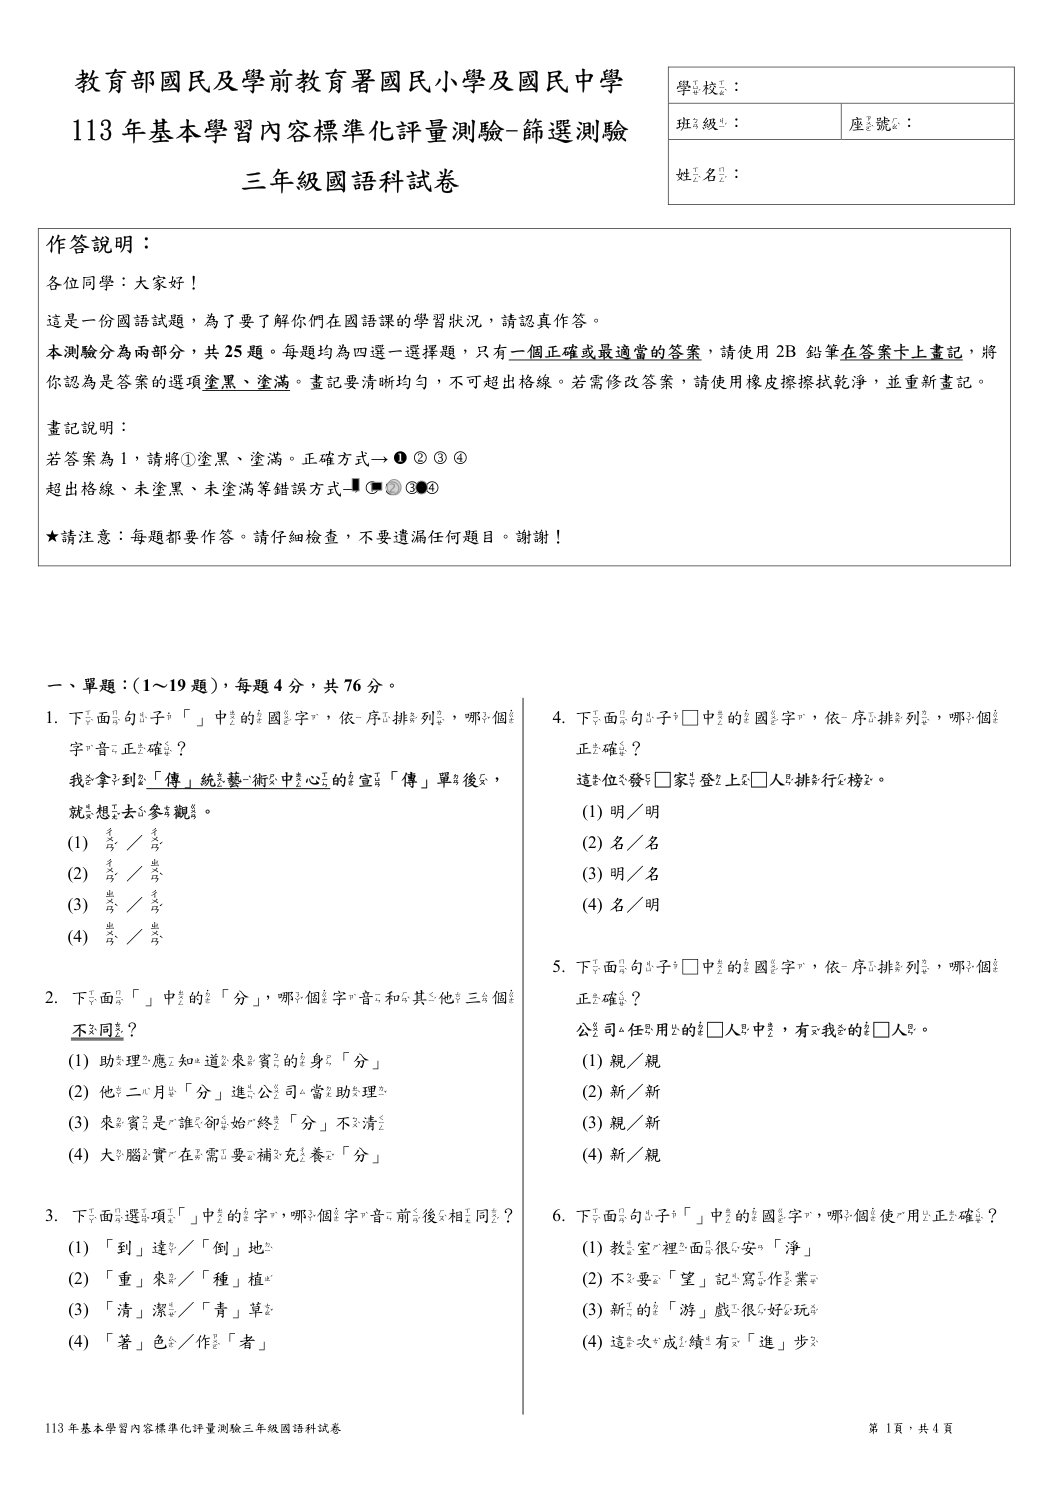 教育部國民及學前教育署國民小學及國民中學
113 年基本學習內容標準化評量測驗-篩選測驗
三年級國語科試卷
學校：
班級：
座號：
姓名：
作答說明：
各位同學：大家好！
這是一份國語試題，為了要了解你們在國語課的學習狀況，請認真作答。
本測驗分為兩部分，共 25 題。每題均為四選一選擇題，只有一個正確或最適當的答案，請使用 2B 鉛筆在答案卡上畫記，將
你認為是答案的選項塗黑、塗滿。畫記要清晰均勻，不可超出格線。若需修改答案，請使用橡皮擦擦拭乾淨，並重新畫記。
畫記說明：
若答案為 1，請將①塗黑、塗滿。正確方式→ ❶ ② ③ ④
超出格線、未塗黑、未塗滿等錯誤方式→ ② ③ ④
★請注意：每題都要作答。請仔細檢查，不要遺漏任何題目。謝謝！
一、單題：(1～19 題)，每題 4 分，共 76 分。
1. 下面句子「」中的國字，依序排列，哪個
字音正確？
我拿到「傳」統藝術中心的宣「傳」單後，
就想去參觀。
(1) ㄔㄨㄢˊ／ㄔㄨㄢˊ
(2) ㄔㄨㄢˊ／ㄓㄨㄢˋ
(3) ㄓㄨㄢˋ／ㄔㄨㄢˊ
(4) ㄓㄨㄢˋ／ㄓㄨㄢˋ
2. 下面「」中的「分」，哪個字音和其他三個
不同？
(1) 助理應知道來賓的身「分」
(2) 他二月「分」進公司當助理
(3) 來賓是誰卻始終「分」不清
(4) 大腦實在需要補充養「分」
3. 下面選項「」中的字，哪個字音前後相同？
(1) 「到」達／「倒」地
(2) 「重」來／「種」植
(3) 「清」潔／「青」草
(4) 「著」色／作「者」
4. 下面句子□中的國字，依序排列，哪個
正確？
這位發□家登上□人排行榜。
(1) 明／明
(2) 名／名
(3) 明／名
(4) 名／明
5. 下面句子□中的國字，依序排列，哪個
正確？
公司任用的□人中，有我的□人。
(1) 親／親
(2) 新／新
(3) 親／新
(4) 新／親
6. 下面句子「」中的國字，哪個使用正確？
(1) 教室裡面很安「淨」
(2) 不要「望」記寫作業
(3) 新的「游」戲很好玩
(4) 這次成績有「進」步
113 年基本學習內容標準化評量測驗三年級國語科試卷
第 1頁，共 4 頁